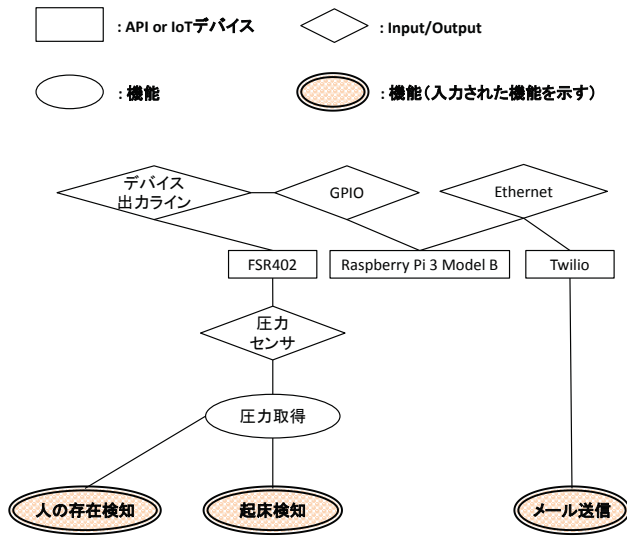 : API or IoTデバイス
: Input/Output
: 機能
: 機能(入力された機能を示す)
デバイス
出力ライン
GPIO
Ethernet
FSR402
Raspberry Pi 3 Model B
Twilio
圧力
センサ
圧力取得
人の存在検知
起床検知
メール送信